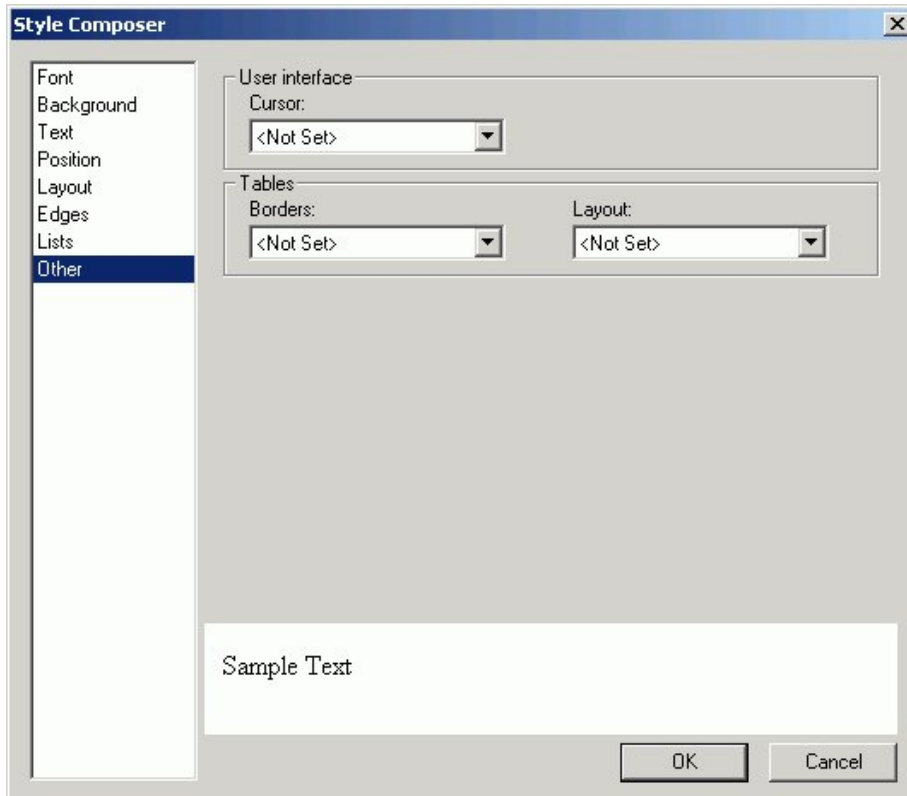 Style Composer
Font
Background
Text
Position
Layout
Edges
Lists
Other
User interface
Cursor:
<Not Set>
Tables
Borders: Layout:
<Not Set> <Not Set>
Sample Text
OK Cancel